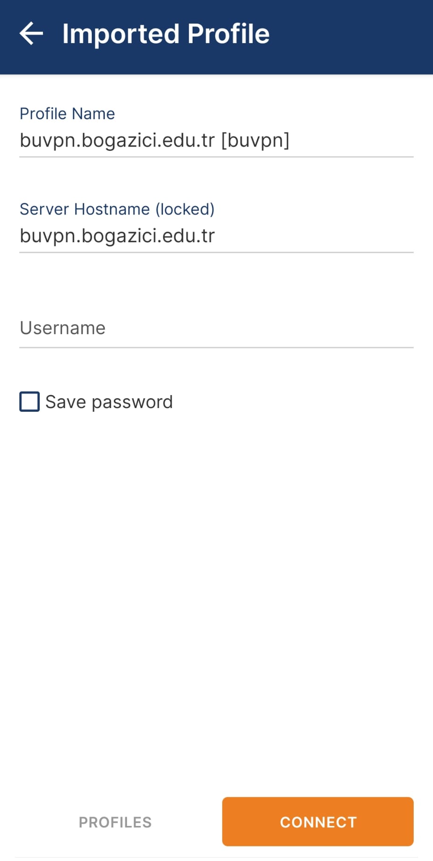 Imported Profile
Profile Name
buvpn.bogazici.edu.tr [buvpn]
Server Hostname (locked)
buvpn.bogazici.edu.tr
Username
Save password
PROFILES
CONNECT